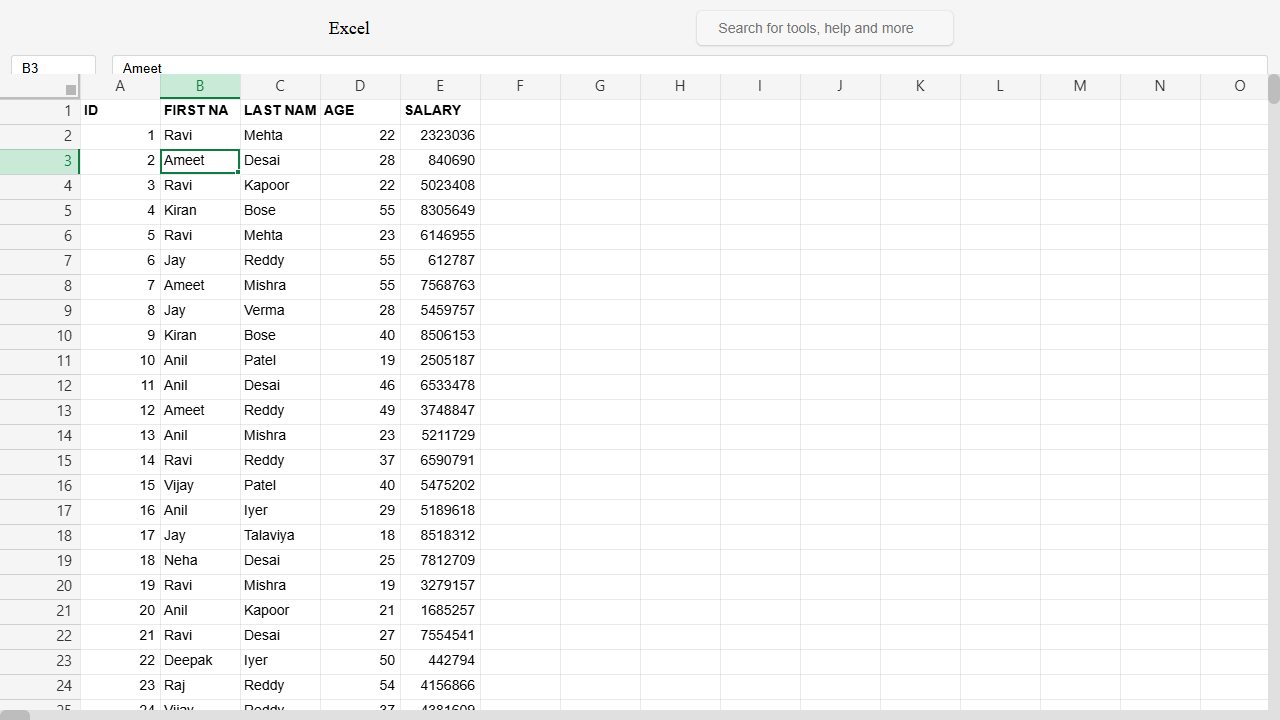 Excel
Search for tools, help and more
B3
Ameet
A B C D E F G H I J K L M N O
1 ID FIRST NA LAST NAM AGE SALARY
2 1 Ravi Mehta 22 2323036
3 2 Ameet Desai 28 840690
4 3 Ravi Kapoor 22 5023408
5 4 Kiran Bose 55 8305649
6 5 Ravi Mehta 23 6146955
7 6 Jay Reddy 55 612787
8 7 Ameet Mishra 55 7568763
9 8 Jay Verma 28 5459757
10 9 Kiran Bose 40 8506153
11 10 Anil Patel 19 2505187
12 11 Anil Desai 46 6533478
13 12 Ameet Reddy 49 3748847
14 13 Anil Mishra 23 5211729
15 14 Ravi Reddy 37 6590791
16 15 Vijay Patel 40 5475202
17 16 Anil Iyer 29 5189618
18 17 Jay Talaviya 18 8518312
19 18 Neha Desai 25 7812709
20 19 Ravi Mishra 19 3279157
21 20 Anil Kapoor 21 1685257
22 21 Ravi Desai 27 7554541
23 22 Deepak Iyer 50 442794
24 23 Raj Reddy 54 4156866
25 24 Vijay Reddy 37 4381609